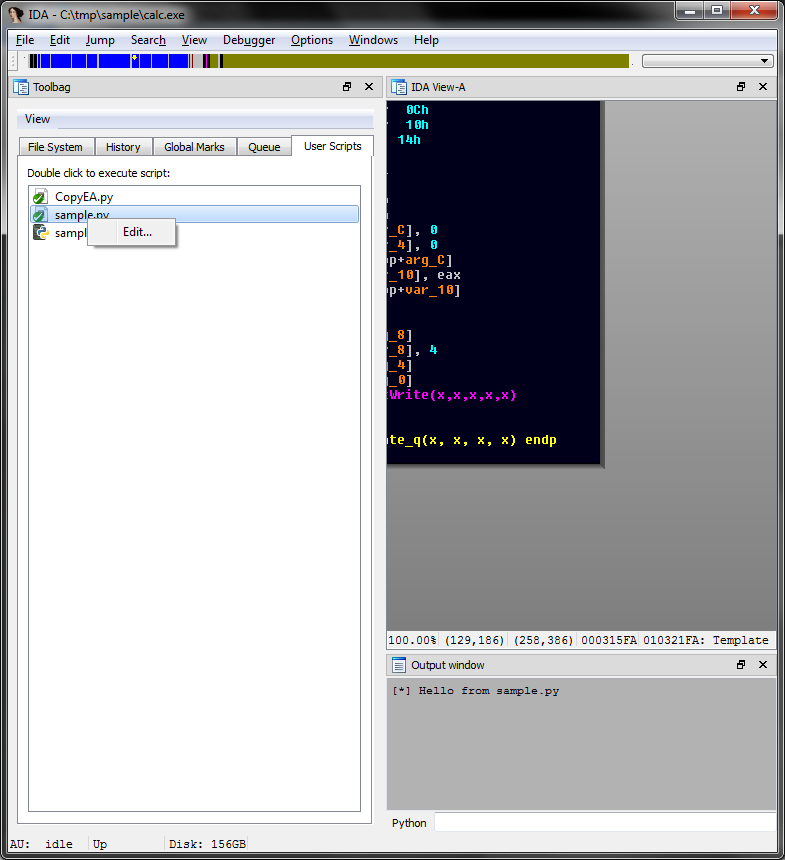 IDA - C:\tmp\sample\calc.exe
File Edit Jump Search View Debugger Options Windows Help
Toolbag
View
File System History Global Marks Queue User Scripts
Double click to execute script:
CopyEA.py
sample.py
sampl
Edit...
IDA View-A
0Ch
10h
14h
_C], 0
_4], 0
p+arg_C]
_10], eax
p+var_10]
_8]
_8], 4
_4]
_0]
Write(x,x,x,x,x)
te_q(x, x, x, x) endp
100.00% (129,186) (258,386) 000315FA 010321FA: Template
Output window
[*] Hello from sample.py
Python
AU: idle Up Disk: 156GB